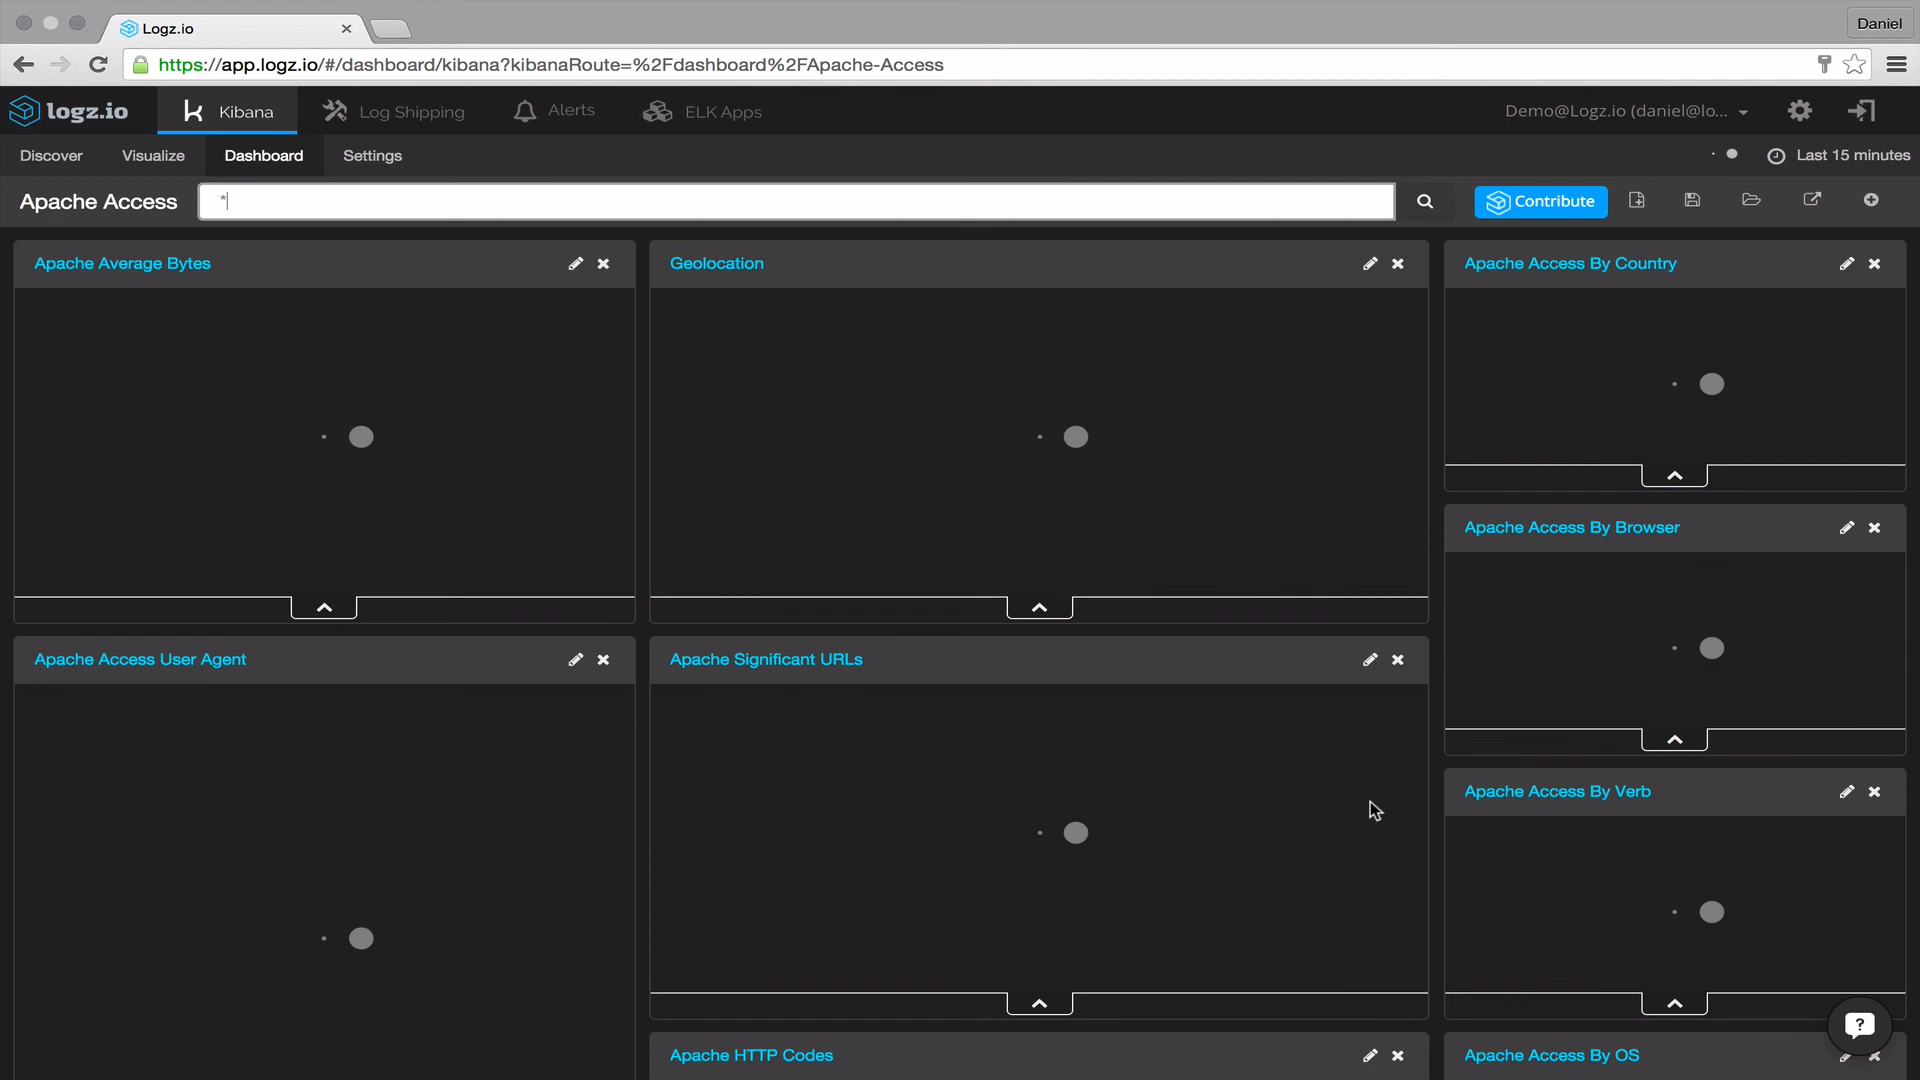 Logz.io
Daniel
https://app.logz.io/#/dashboard/kibana?kibanaRoute=%2Fdashboard%2FApache-Access
logz.io
Kibana
Log Shipping
Alerts
ELK Apps
Demo@Logz.io (daniel@lo...
Discover
Visualize
Dashboard
Settings
Last 15 minutes
Apache Access
*
Contribute
Apache Average Bytes
Geolocation
Apache Access By Country
Apache Access By Browser
Apache Access User Agent
Apache Significant URLs
Apache Access By Verb
Apache HTTP Codes
Apache Access By OS